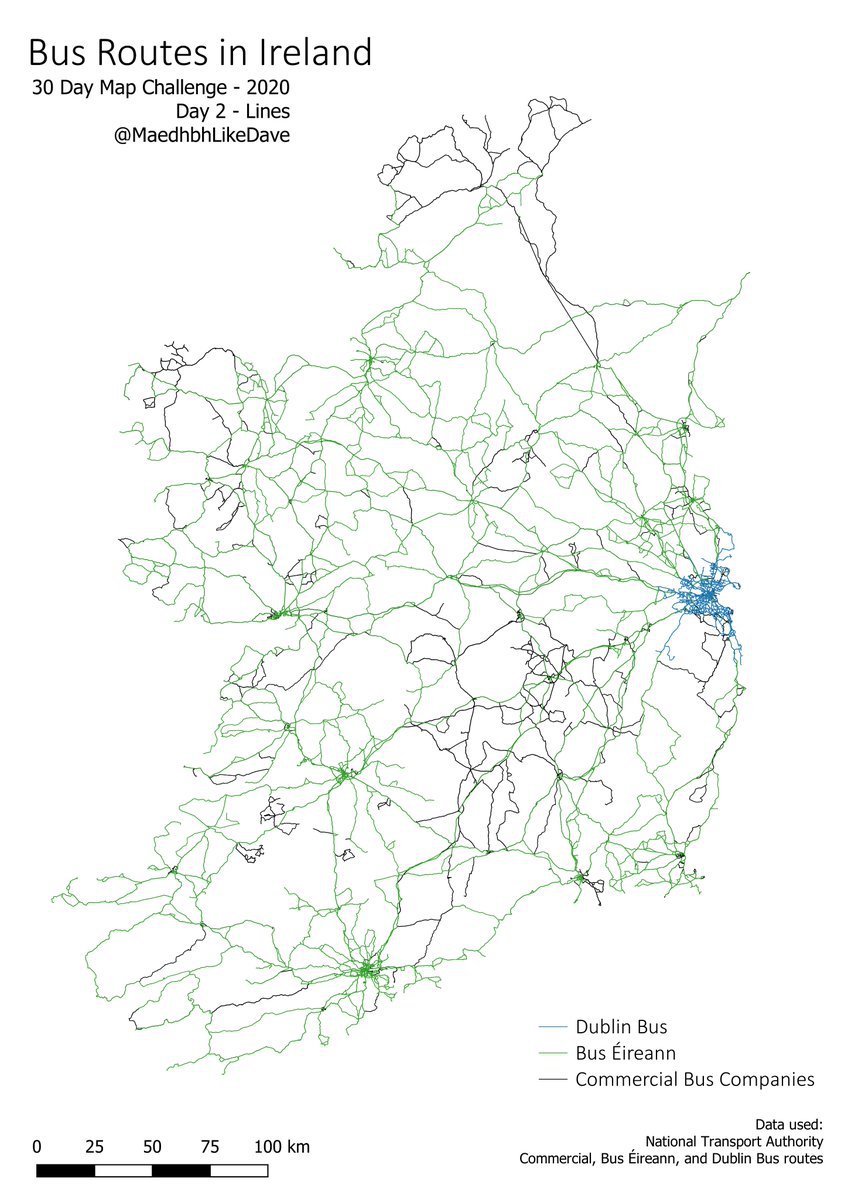 Bus Routes in Ireland
30 Day Map Challenge - 2020
Day 2 - Lines
@MaedhbhLikeDave
Dublin Bus
Bus Éireann
Commercial Bus Companies
0 25 50 75 100 km
Data used:
National Transport Authority
Commercial, Bus Éireann, and Dublin Bus routes